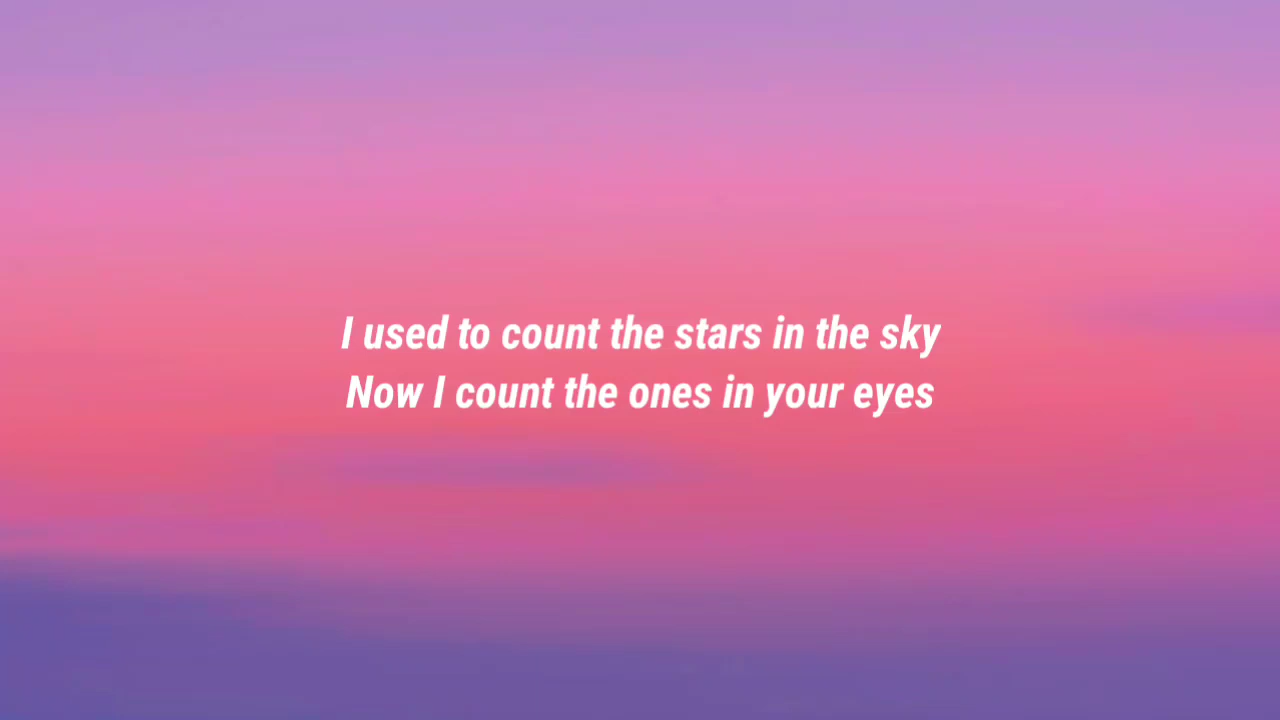 I used to count the stars in the sky
Now I count the ones in your eyes